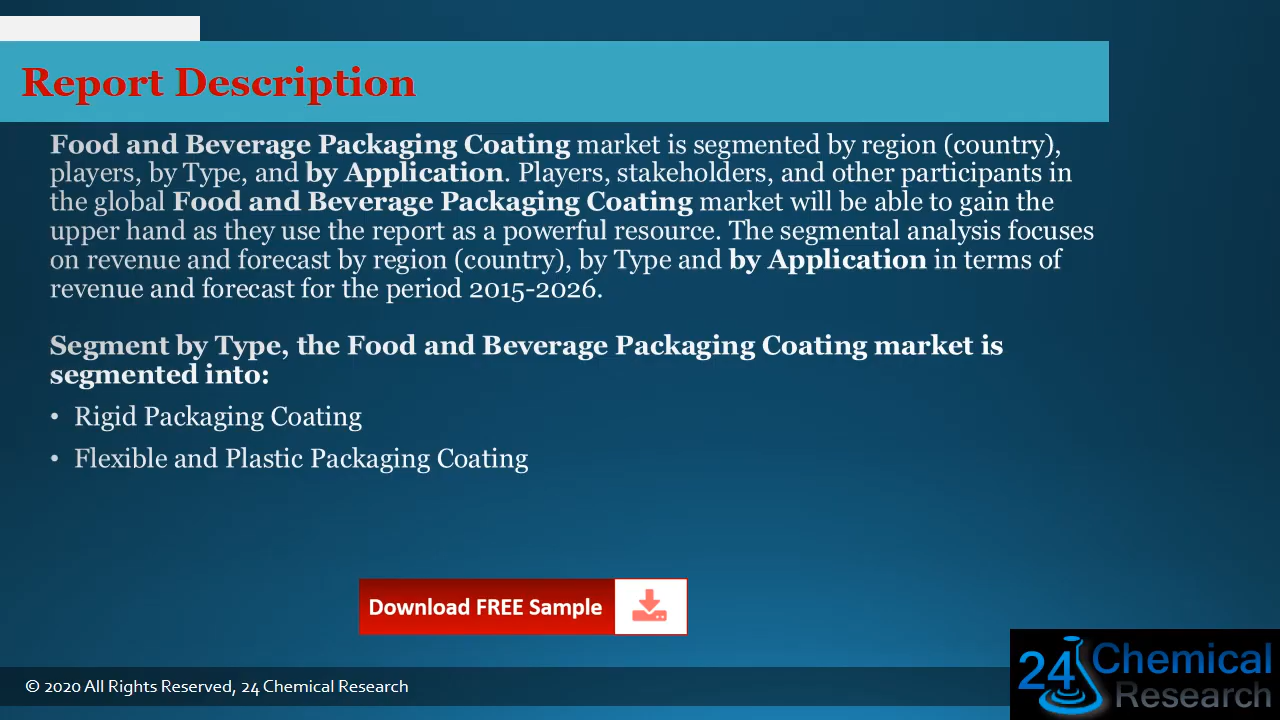 Report Description
Food and Beverage Packaging Coating market is segmented by region (country),
players, by Type, and by Application. Players, stakeholders, and other participants in
the global Food and Beverage Packaging Coating market will be able to gain the
upper hand as they use the report as a powerful resource. The segmental analysis focuses
on revenue and forecast by region (country), by Type and by Application in terms of
revenue and forecast for the period 2015-2026.
Segment by Type, the Food and Beverage Packaging Coating market is
segmented into:
• Rigid Packaging Coating
• Flexible and Plastic Packaging Coating
Download FREE Sample
© 2020 All Rights Reserved, 24 Chemical Research
24 Chemical
Research